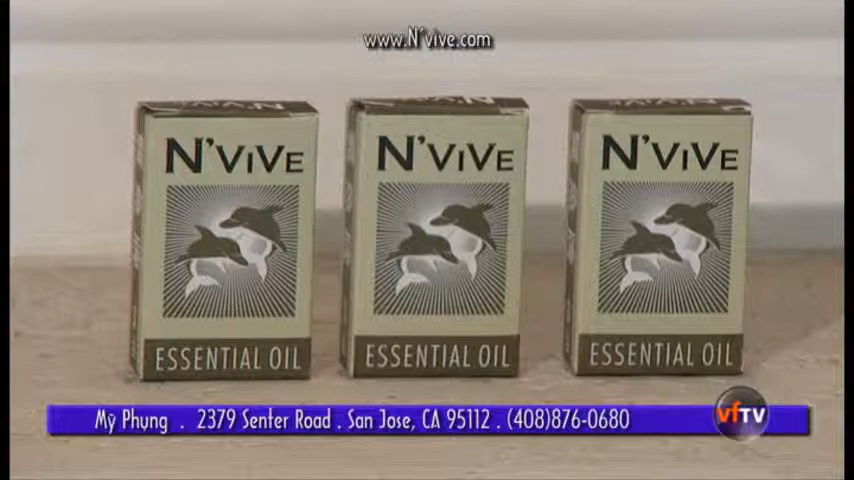 www.N'vive.com
N'VIVE
N'VIVE
N'VIVE
ESSENTIAL OIL
ESSENTIAL OIL
ESSENTIAL OIL
Mỹ Phụng . 2379 Senter Road . San Jose, CA 95112 . (408)876-0680
vfTV